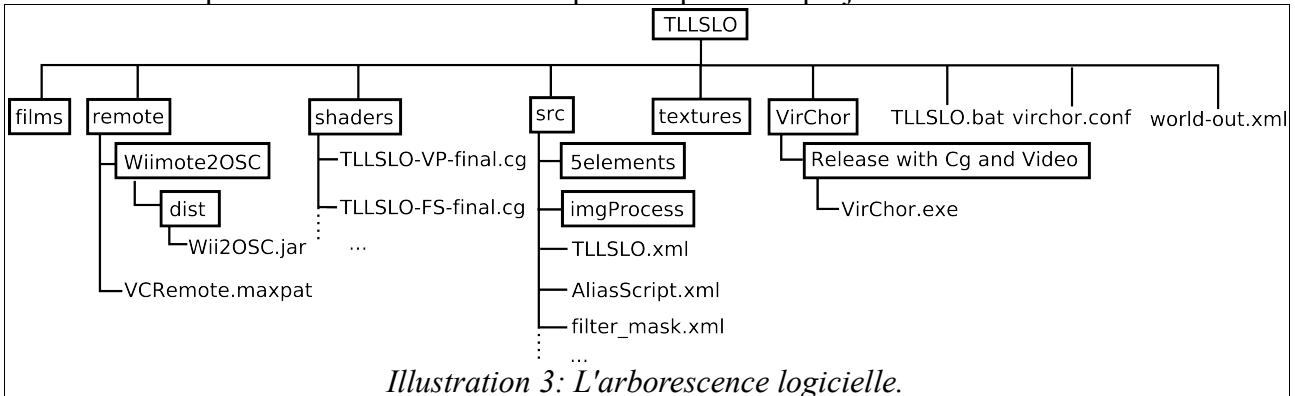 TLLSLO
films
remote
shaders
src
textures
VirChor
TLLSLO.bat
virchor.conf
world-out.xml
Wiimote2OSC
TLLSLO-VP-final.cg
5elements
Release with Cg and Video
dist
TLLSLO-FS-final.cg
imgProcess
VirChor.exe
Wii2OSC.jar
...
TLLSLO.xml
VCRemote.maxpat
AliasScript.xml
filter_mask.xml
...
Illustration 3: L'arborescence logicielle.